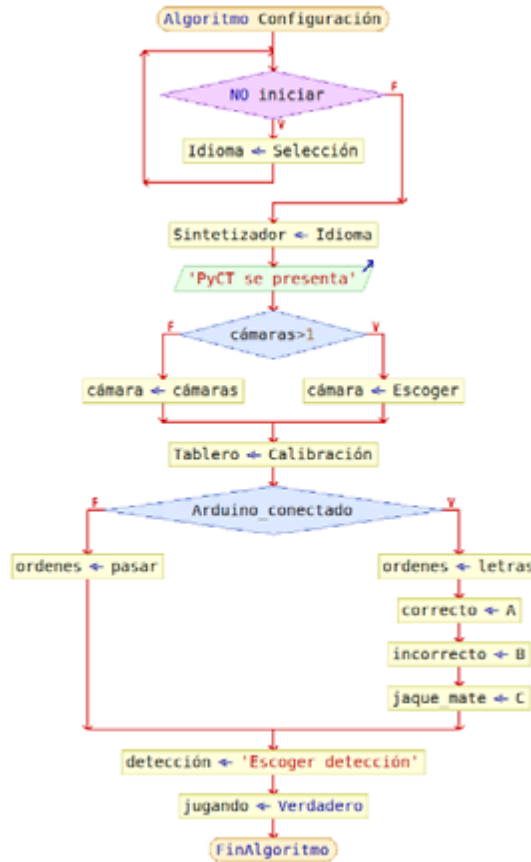 Algoritmo Configuración
NO iniciar
F
V
Idioma ← Selección
Sintetizador ← Idioma
'PyCT se presenta'
F
V
cámaras>1
cámara ← cámaras
cámara ← Escoger
Tablero ← Calibración
F
V
Arduino_conectado
ordenes ← pasar
ordenes ← letras
correcto ← A
incorrecto ← B
jaque_mate ← C
detección ← 'Escoger detección'
jugando ← Verdadero
FinAlgoritmo